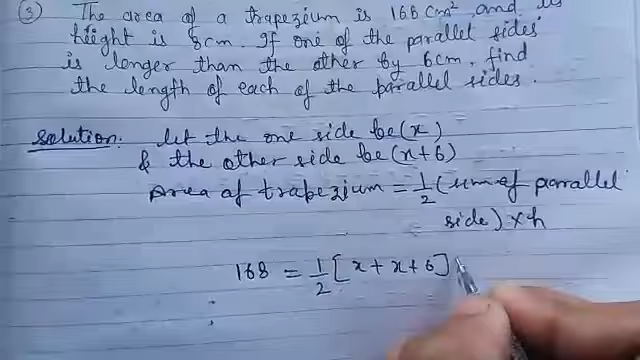 ③ The area of a trapezium is 168 cm² and its
height is 8cm. If one of the parallel sides
is longer than the other by 6cm, find
the length of each of the parallel sides.
Solution: let the one side be (x)
& the other side be (x+6)
Area of trapezium = 1/2 (sum of parallel
side) × h
168 = 1/2 [x + x + 6]